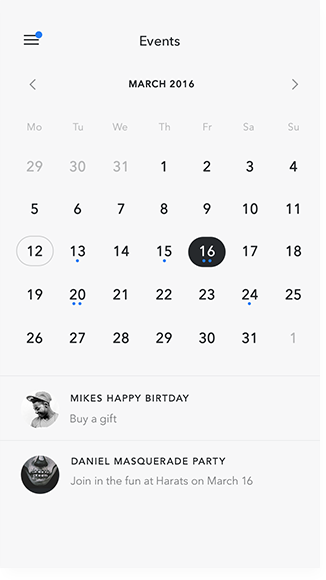 Events
MARCH 2016
Mo Tu We Th Fr Sa Su
29 30 31 1 2 3 4
5 6 7 8 9 10 11
12 13 14 15 16 17 18
19 20 21 22 23 24 25
26 27 28 29 30 31 1
MIKES HAPPY BIRTDAY
Buy a gift
DANIEL MASQUERADE PARTY
Join in the fun at Harats on March 16